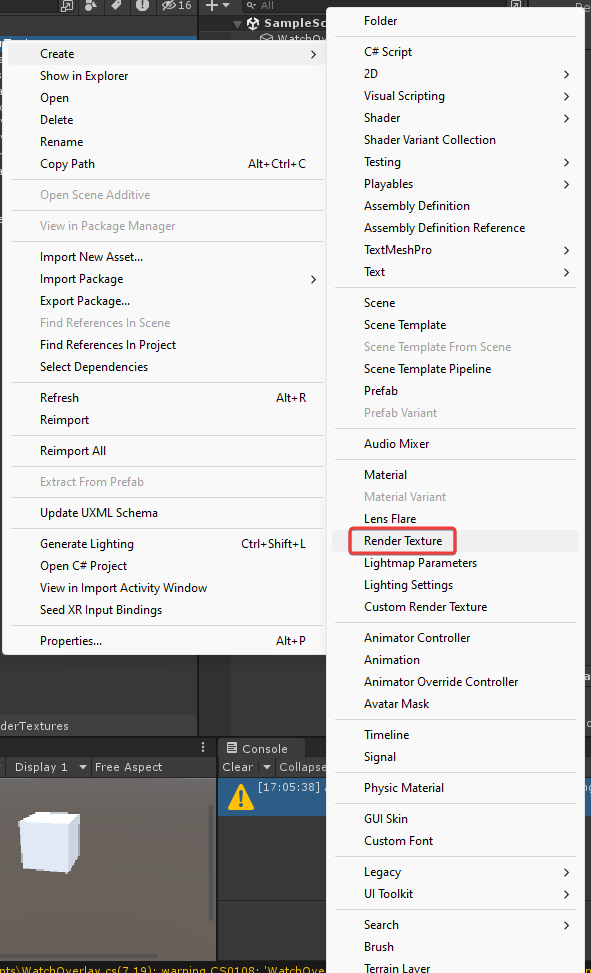 16
All
SampleSc
WatchOverl
Create
Show in Explorer
Open
Delete
Rename
Copy Path Alt+Ctrl+C
Open Scene Additive
View in Package Manager
Import New Asset...
Import Package
Export Package...
Find References In Scene
Find References In Project
Select Dependencies
Refresh Alt+R
Reimport
Reimport All
Extract From Prefab
Update UXML Schema
Generate Lighting Ctrl+Shift+L
Open C# Project
View in Import Activity Window
Seed XR Input Bindings
Properties... Alt+P
Folder
C# Script
2D
Visual Scripting
Shader
Shader Variant Collection
Testing
Playables
Assembly Definition
Assembly Definition Reference
TextMeshPro
Text
Scene
Scene Template
Scene Template From Scene
Scene Template Pipeline
Prefab
Prefab Variant
Audio Mixer
Material
Material Variant
Lens Flare
Render Texture
Lightmap Parameters
Lighting Settings
Custom Render Texture
Animator Controller
Animation
Animator Override Controller
Avatar Mask
Timeline
Signal
Physic Material
GUI Skin
Custom Font
Legacy
UI Toolkit
Search
Brush
Terrain Layer
derTextures
Display 1 Free Aspect
Console
Clear Collapse
[17:05:38]
pts\WatchOverlay.cs(7,19): warning CS0108: 'WatchOve